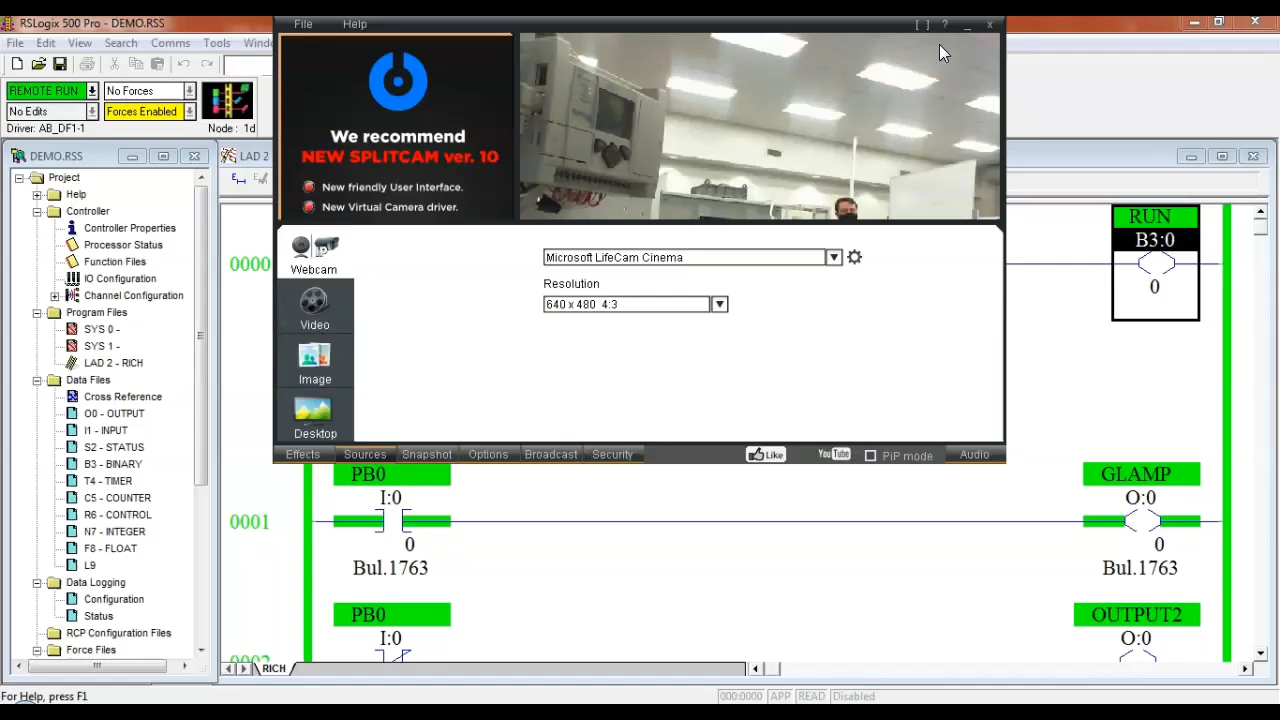 RSLogix 500 Pro - DEMO.RSS
File Edit View Search Comms Tools Windo
REMOTE RUN No Forces
No Edits Forces Enabled
Driver: AB_DF1-1 Node : 1d
DEMO.RSS
Project
Help
Controller
Controller Properties
Processor Status
Function Files
IO Configuration
Channel Configuration
Program Files
SYS 0 -
SYS 1 -
LAD 2 - RICH
Data Files
Cross Reference
O0 - OUTPUT
I1 - INPUT
S2 - STATUS
B3 - BINARY
T4 - TIMER
C5 - COUNTER
R6 - CONTROL
N7 - INTEGER
F8 - FLOAT
L9
Data Logging
Configuration
Status
RCP Configuration Files
Force Files
LAD 2
File Help
We recommend
NEW SPLITCAM ver. 10
New friendly User Interface.
New Virtual Camera driver.
IP
Webcam
Video
Image
Desktop
Microsoft LifeCam Cinema
Resolution
640 x 480 4:3
Effects Sources Snapshot Options Broadcast Security Like YouTube PiP mode Audio
0000
RUN
B3:0
0
PB0 GLAMP
I:0 O:0
0001
0 0
Bul.1763 Bul.1763
PB0 OUTPUT2
I:0 O:0
0002
RICH
For Help, press F1
000:0000 APP READ Disabled